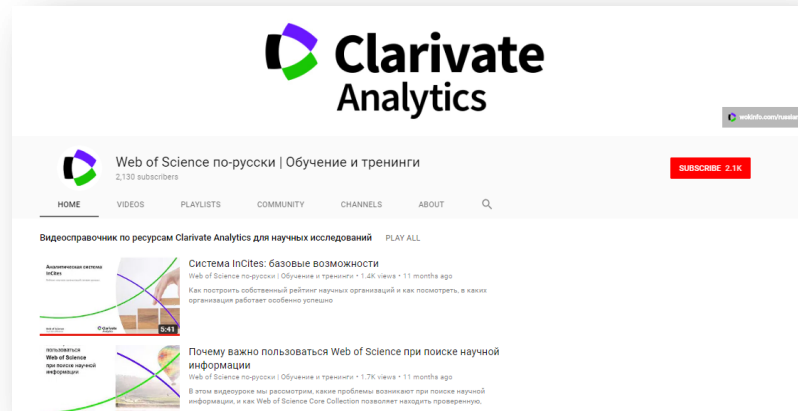 Clarivate
Analytics
wokinfo.com/russian
Web of Science по-русски | Обучение и тренинги
2,130 subscribers
SUBSCRIBE 2.1K
HOME VIDEOS PLAYLISTS COMMUNITY CHANNELS ABOUT
Видеосправочник по ресурсам Clarivate Analytics для научных исследований PLAY ALL
Аналитическая система
InCites
Clarivate
Analytics
5:41
Система InCites: базовые возможности
Web of Science по-русски | Обучение и тренинги • 1.4K views • 11 months ago
Как построить собственный рейтинг научных организаций и как посмотреть, в каких
организация работает особенно успешно
пользоваться
Web of Science
при поиске научной
информации
Почему важно пользоваться Web of Science при поиске научной
информации
Web of Science по-русски | Обучение и тренинги • 1.7K views • 11 months ago
В этом видеоуроке мы рассмотрим, какие проблемы возникают при поиске научной
информации, и как Web of Science Core Collection позволяет находить проверенную,